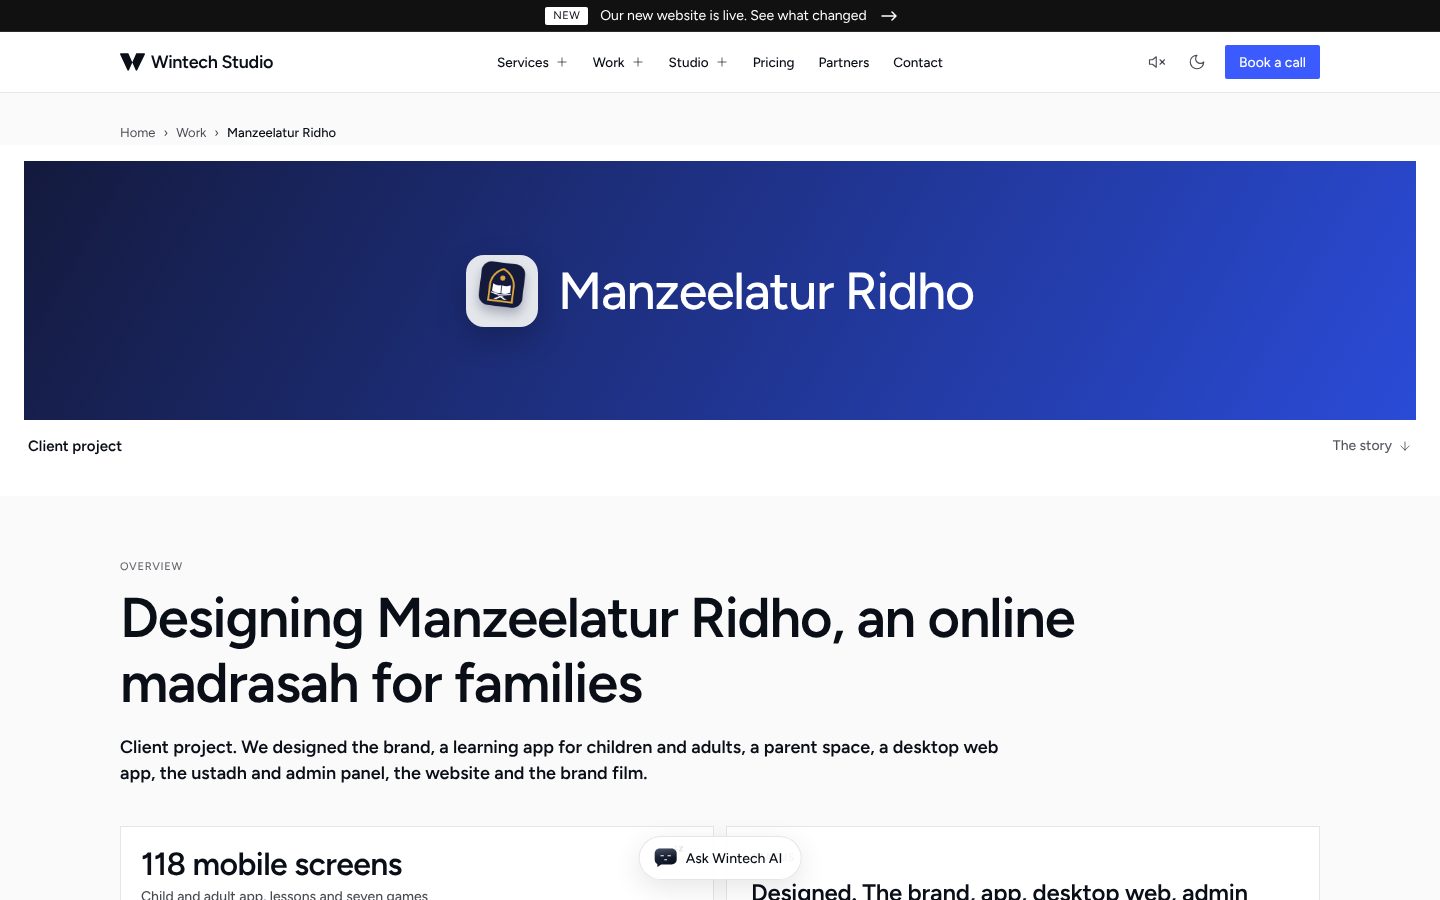 NEW Our new website is live. See what changed
Wintech Studio Services Work Studio Pricing Partners Contact Book a call
Home › Work › Manzeelatur Ridho
Manzeelatur Ridho
Client project The story
OVERVIEW
Designing Manzeelatur Ridho, an online
madrasah for families
Client project. We designed the brand, a learning app for children and adults, a parent space, a desktop web
app, the ustadh and admin panel, the website and the brand film.
118 mobile screens
Ask Wintech AI
Child and adult app, lessons and seven games
Designed. The brand, app, desktop web, admin